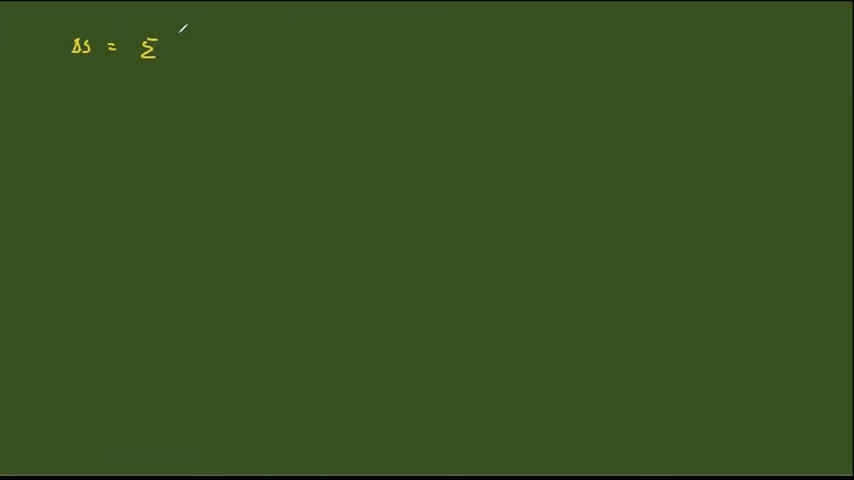 ΔS = Σ